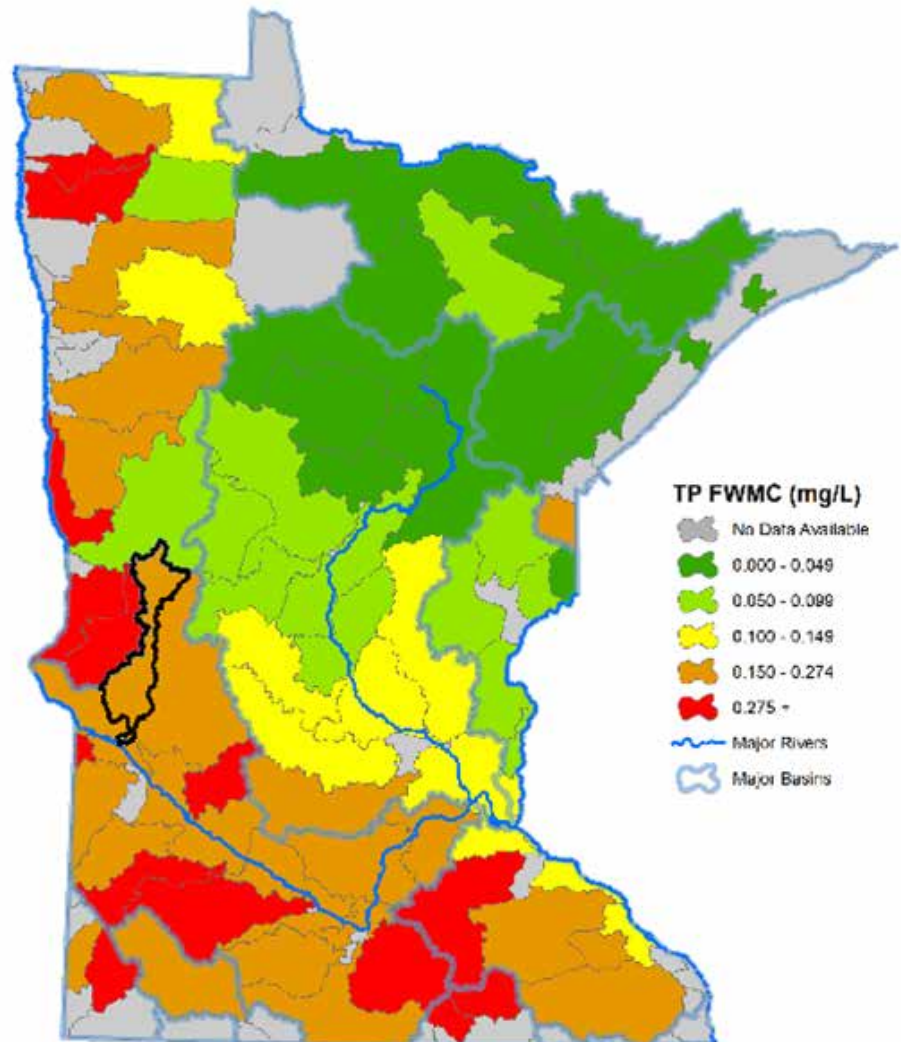 TP FWMC (mg/L)
No Data Available
0.000 - 0.049
0.050 - 0.099
0.100 - 0.149
0.150 - 0.274
0.275 +
Major Rivers
Major Basins